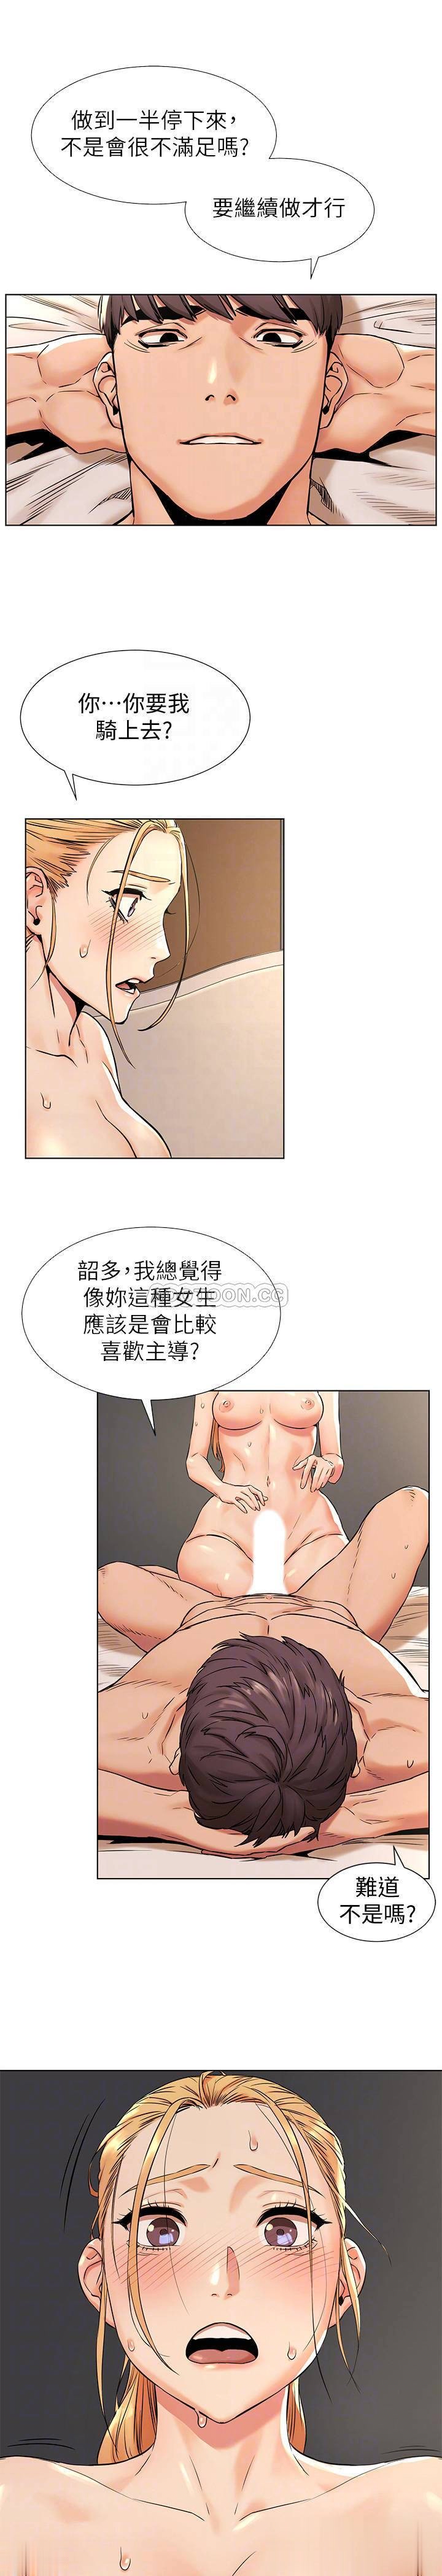 做到一半停下來，
不是會很不滿足嗎？
要繼續做才行
你…你要我
騎上去？
韶多，我總覺得
像妳這種女生
應該是會比較
喜歡主導？
難道
不是嗎？